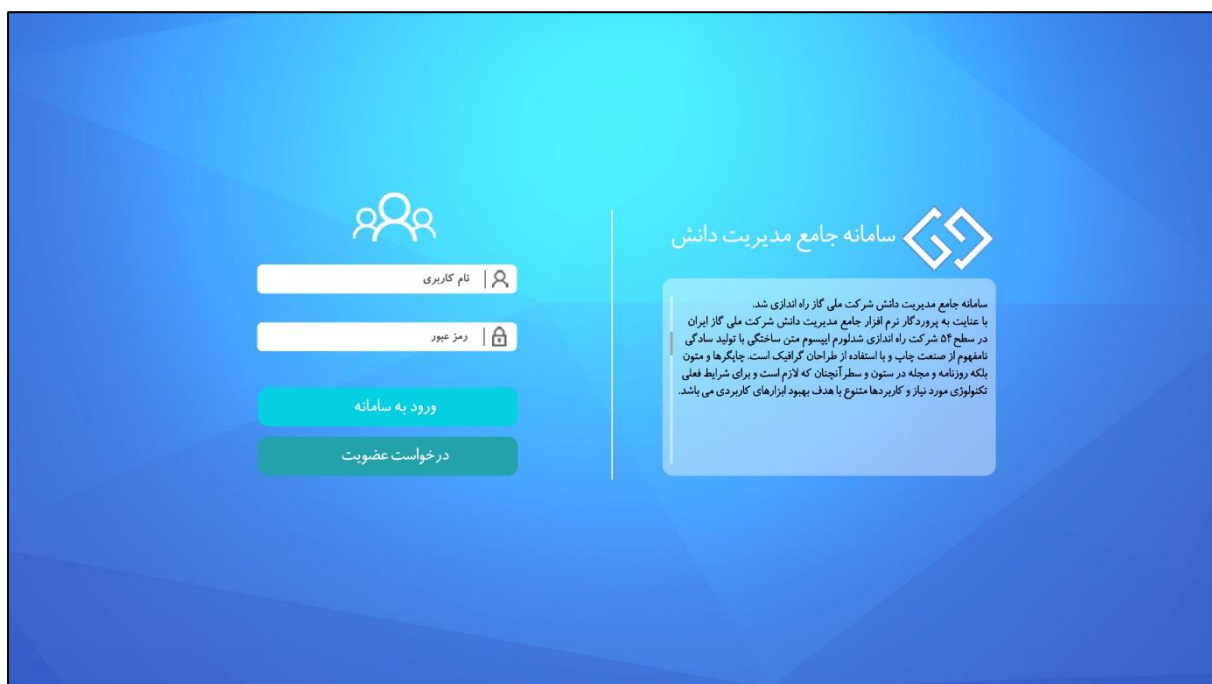 سامانه جامع مدیریت دانش
سامانه جامع مدیریت دانش شرکت ملی گاز راه اندازی شد.
با عنایت به پروردگار نرم افزار جامع مدیریت دانش شرکت ملی گاز ایران
در سطح ۵۴ شرکت راه اندازی شدلورم ایپسوم متن ساختگی با تولید سادگی
نامفهوم از صنعت چاپ و با استفاده از طراحان گرافیک است. چاپگرها و متون
بلکه روزنامه و مجله در ستون و سطر آنچنان که لازم است و برای شرایط فعلی
تکنولوژی مورد نیاز و کاربردها متنوع با هدف بهبود ابزارهای کاربردی می باشد.
نام کاربری
رمز عبور
ورود به سامانه
درخواست عضویت